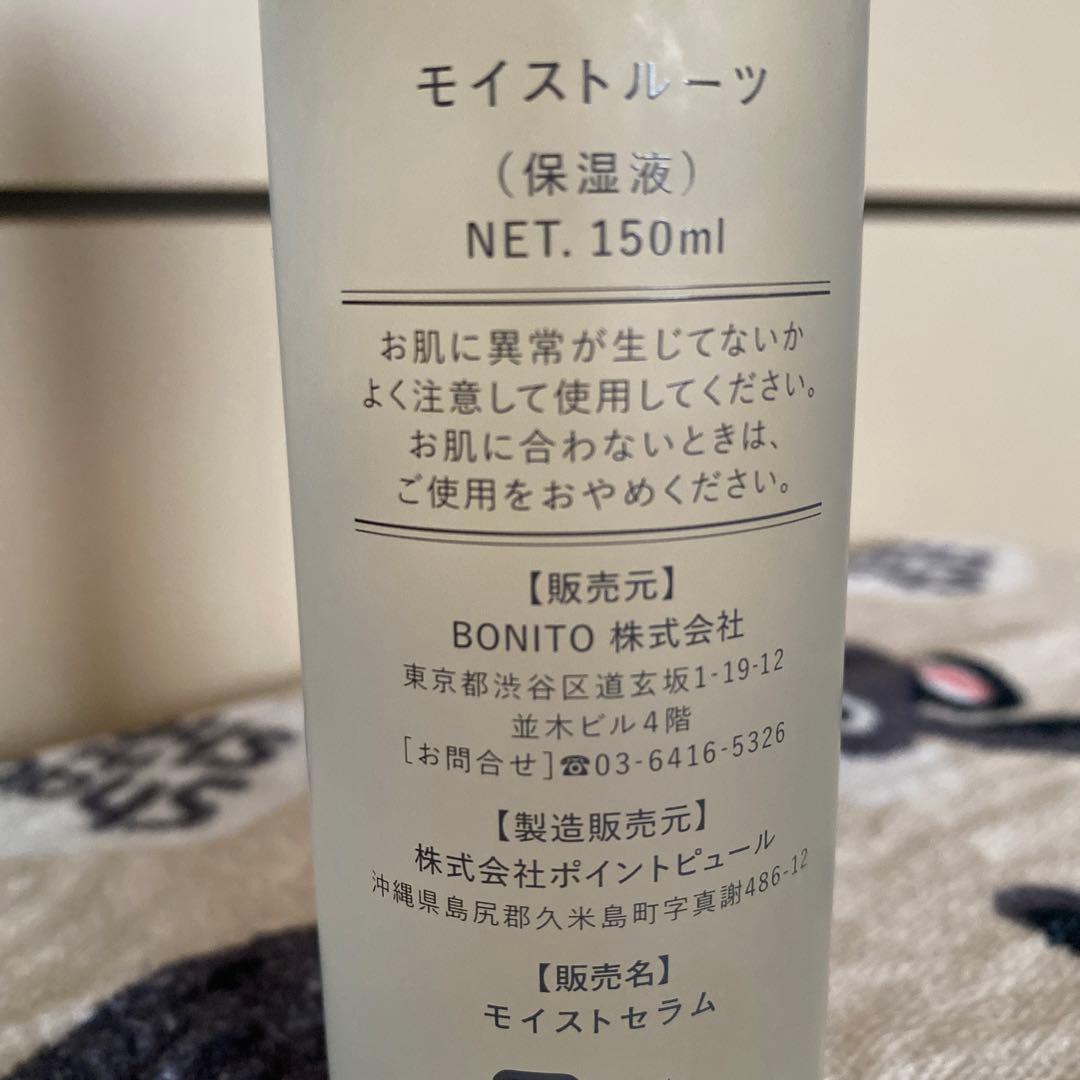 モイストルーツ
（保湿液）
NET. 150ml
お肌に異常が生じてないか
よく注意して使用してください。
お肌に合わないときは、
ご使用をおやめください。
【販売元】
BONITO 株式会社
東京都渋谷区道玄坂1-19-12
並木ビル4階
[お問合せ]☎03-6416-5326
【製造販売元】
株式会社ポイントピュール
沖縄県島尻郡久米島町字真謝486-12
【販売名】
モイストセラム